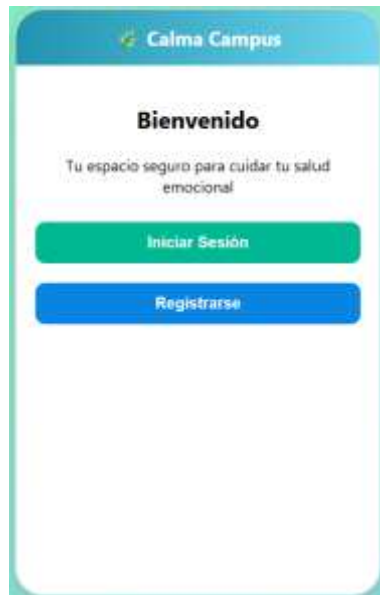 Calma Campus
Bienvenido
Tu espacio seguro para cuidar tu salud
emocional
Iniciar Sesión
Registrarse